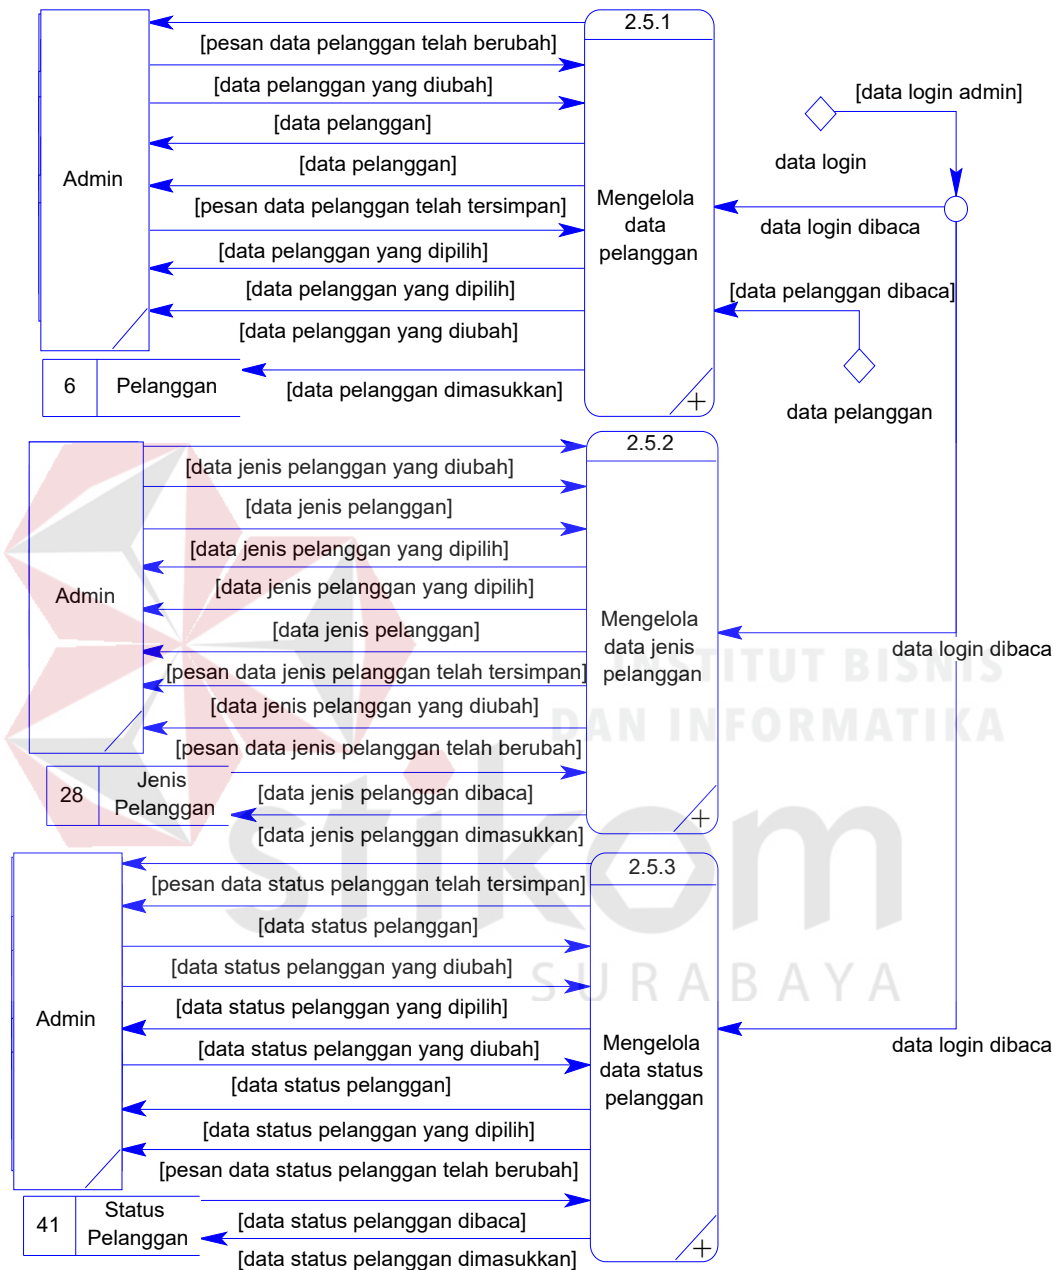 2.5.1
[pesan data pelanggan telah berubah]
[data pelanggan yang diubah]
[data login admin]
[data pelanggan]
[data pelanggan]
data login
Admin
Mengelola
data
pelanggan
[pesan data pelanggan telah tersimpan]
data login dibaca
[data pelanggan yang dipilih]
[data pelanggan yang dipilih]
[data pelanggan dibaca]
[data pelanggan yang diubah]
6
Pelanggan
[data pelanggan dimasukkan]
data pelanggan
2.5.2
[data jenis pelanggan yang diubah]
[data jenis pelanggan]
[data jenis pelanggan yang dipilih]
[data jenis pelanggan yang dipilih]
Admin
Mengelola
data jenis
pelanggan
[data jenis pelanggan]
data login dibaca
[pesan data jenis pelanggan telah tersimpan]
[data jenis pelanggan yang diubah]
[pesan data jenis pelanggan telah berubah]
INSTITUT BISNIS
DAN INFORMATIKA
28
Jenis
Pelanggan
[data jenis pelanggan dibaca]
[data jenis pelanggan dimasukkan]
stikom
SURABAYA
2.5.3
[pesan data status pelanggan telah tersimpan]
[data status pelanggan]
[data status pelanggan yang diubah]
[data status pelanggan yang dipilih]
Admin
Mengelola
data status
pelanggan
[data status pelanggan yang diubah]
data login dibaca
[data status pelanggan]
[data status pelanggan yang dipilih]
[pesan data status pelanggan telah berubah]
41
Status
Pelanggan
[data status pelanggan dibaca]
[data status pelanggan dimasukkan]